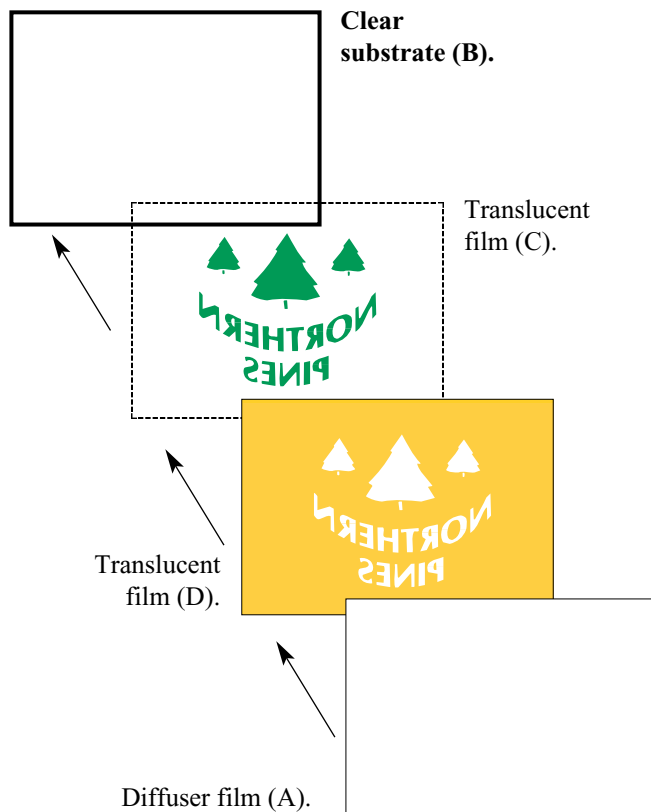 Clear
substrate (B).
Translucent
film (C).
NORTHERN
PINES
NORTHERN
PINES
Translucent
film (D).
Diffuser film (A).